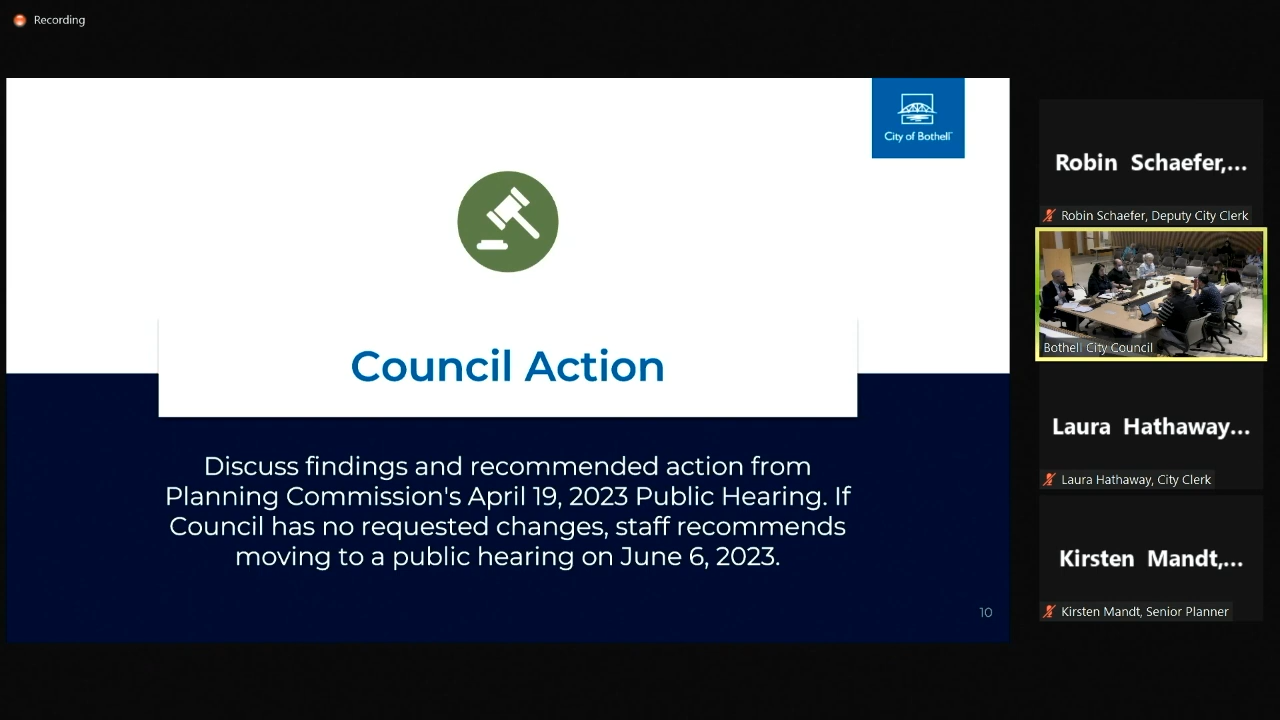 Recording
City of Bothell
Council Action
Discuss findings and recommended action from
Planning Commission's April 19, 2023 Public Hearing. If
Council has no requested changes, staff recommends
moving to a public hearing on June 6, 2023.
10
Robin Schaefer,...
Robin Schaefer, Deputy City Clerk
Bothell City Council
Laura Hathaway...
Laura Hathaway, City Clerk
Kirsten Mandt,...
Kirsten Mandt, Senior Planner